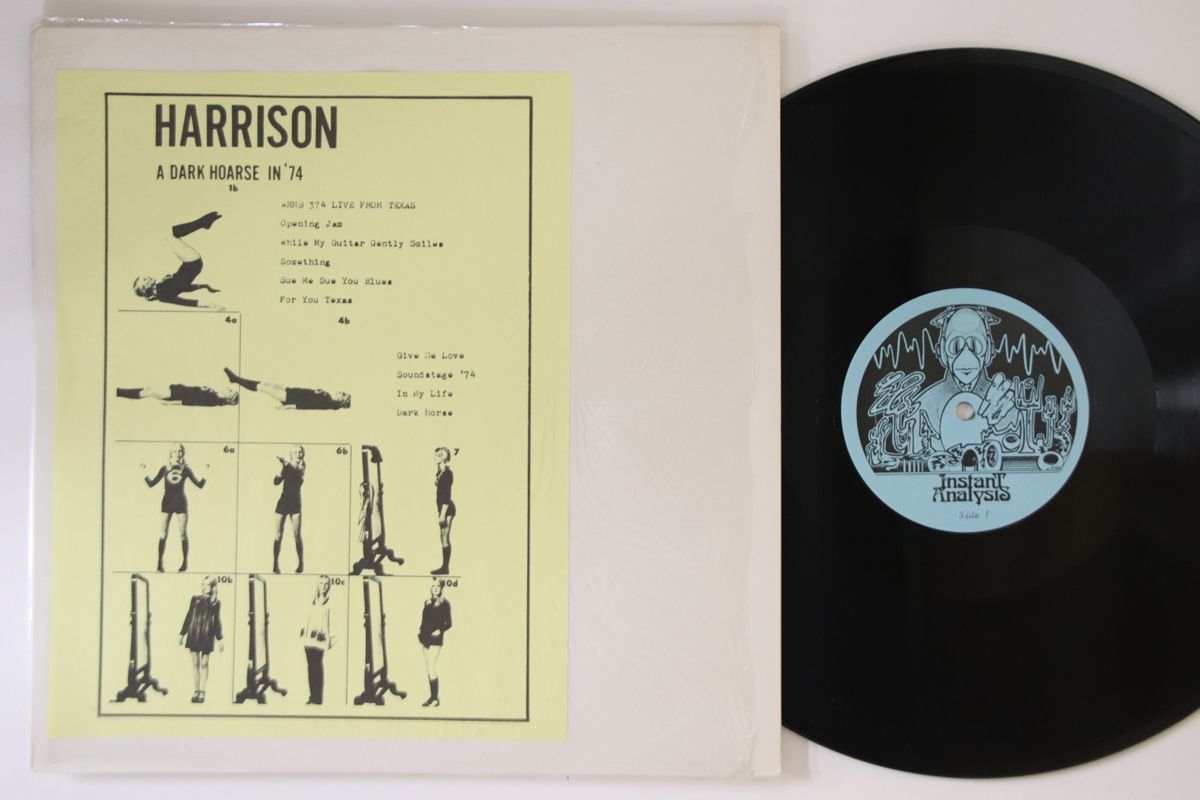 HARRISON
A DARK HOARSE IN '74
1b
WRMB 374 LIVE FROM TEXAS
Opening Jam
While My Guitar Gently Smiles
Something
Sue Me Sue You Blues
For You Texas
4a
4b
Give Me Love
Soundstage '74
In My Life
Dark Horse
6a
6b
7
10b
10c
10d
Instant
Analysis
Side 1